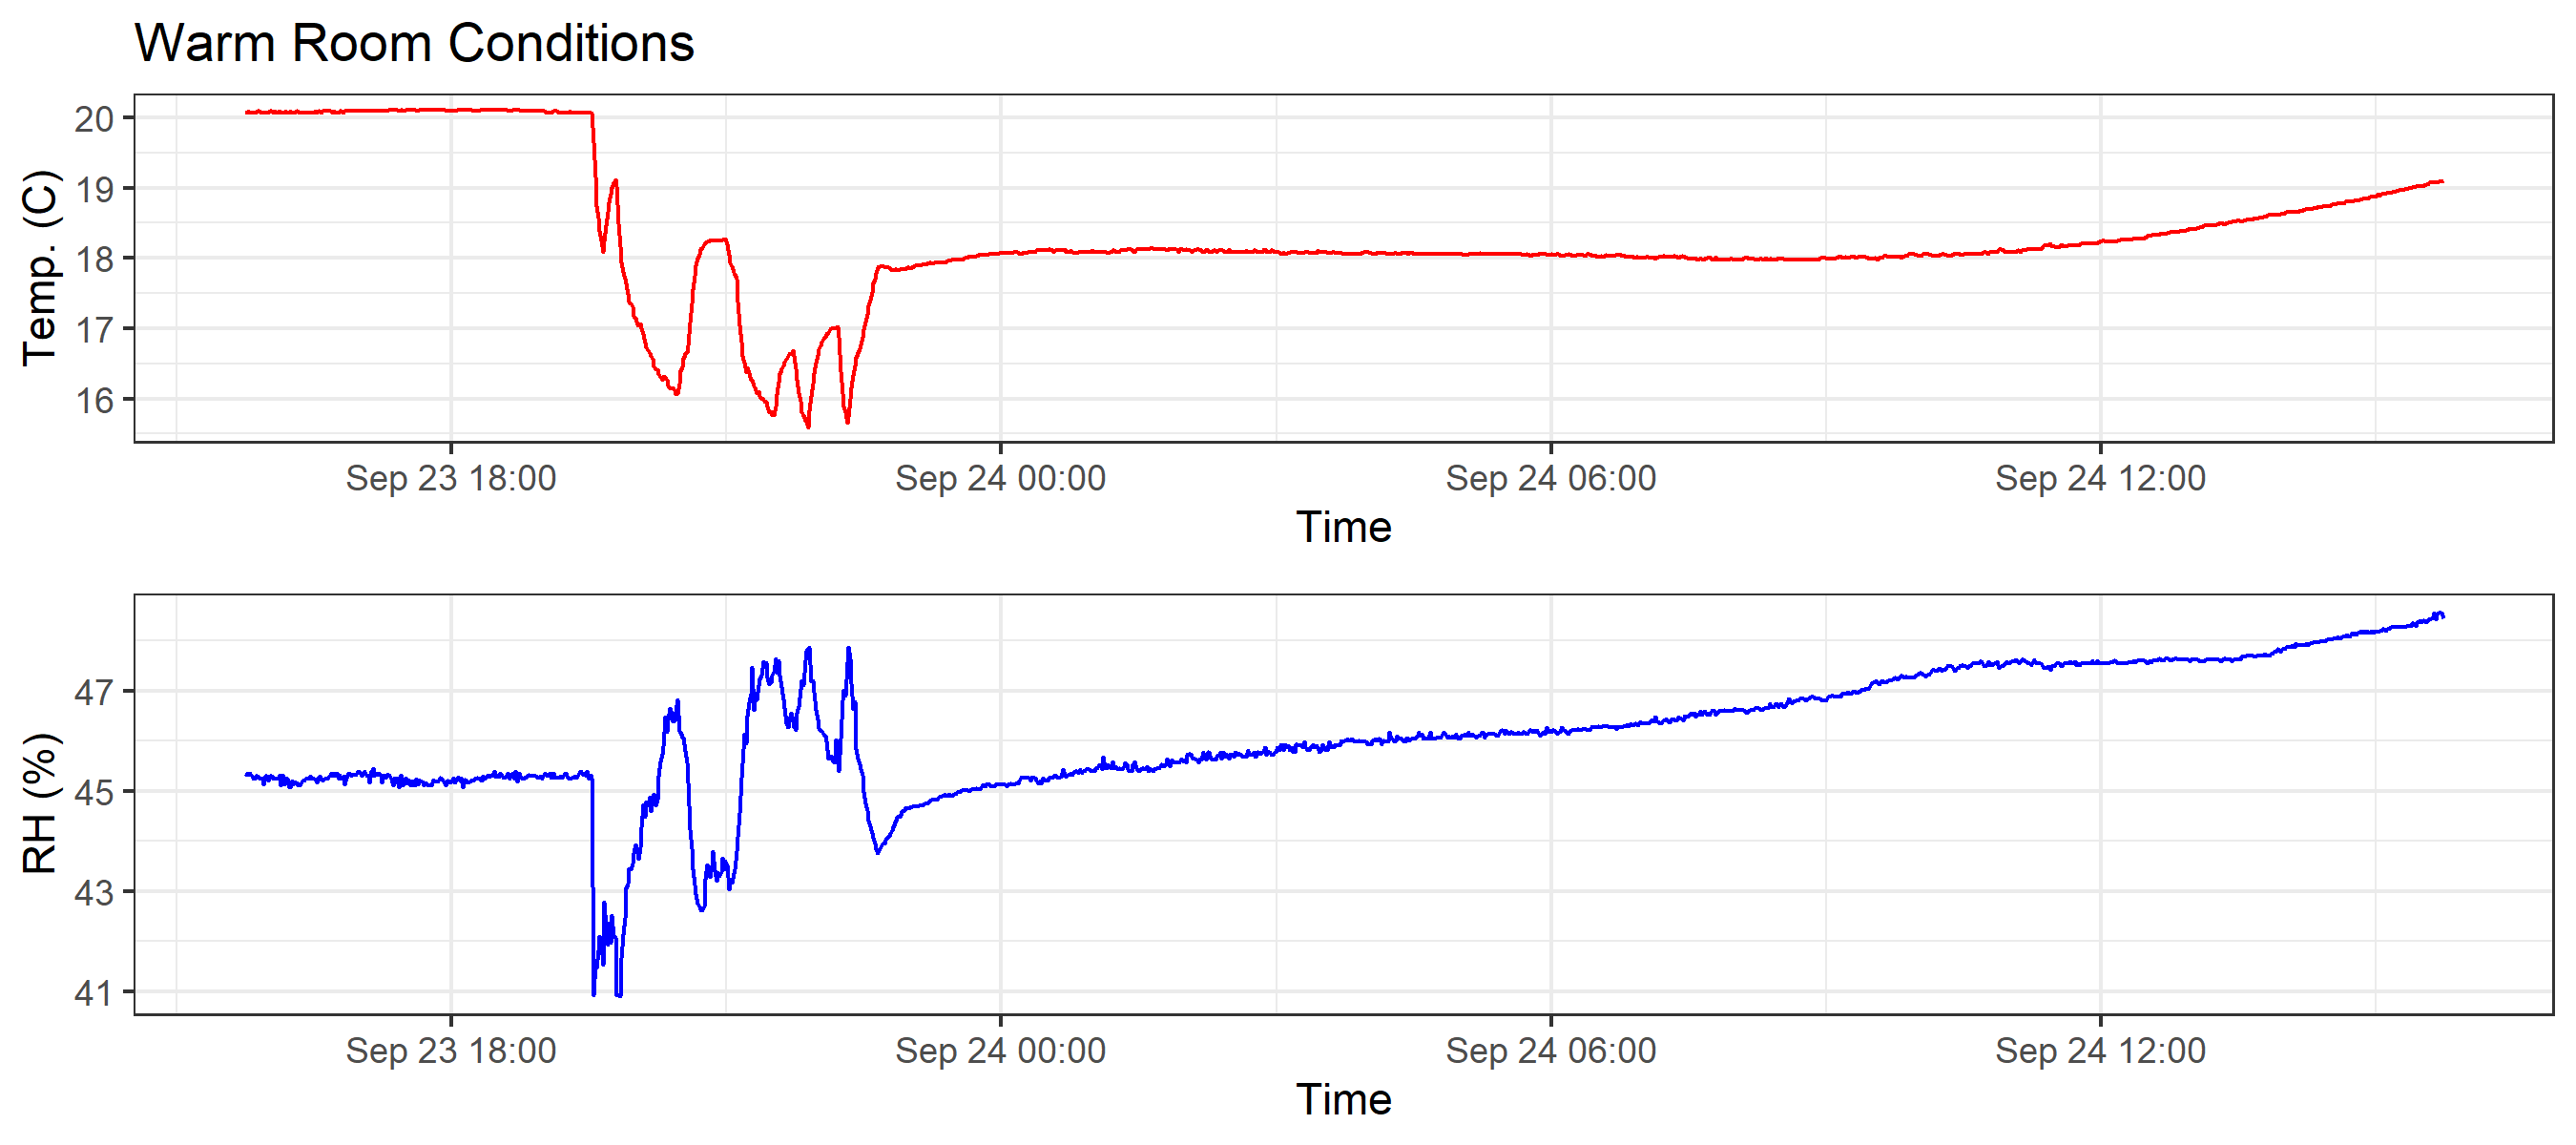 Warm Room Conditions
Temp. (C)
20
19
18
17
16
Sep 23 18:00 Sep 24 00:00 Sep 24 06:00 Sep 24 12:00
Time
RH (%)
47
45
43
41
Sep 23 18:00 Sep 24 00:00 Sep 24 06:00 Sep 24 12:00
Time